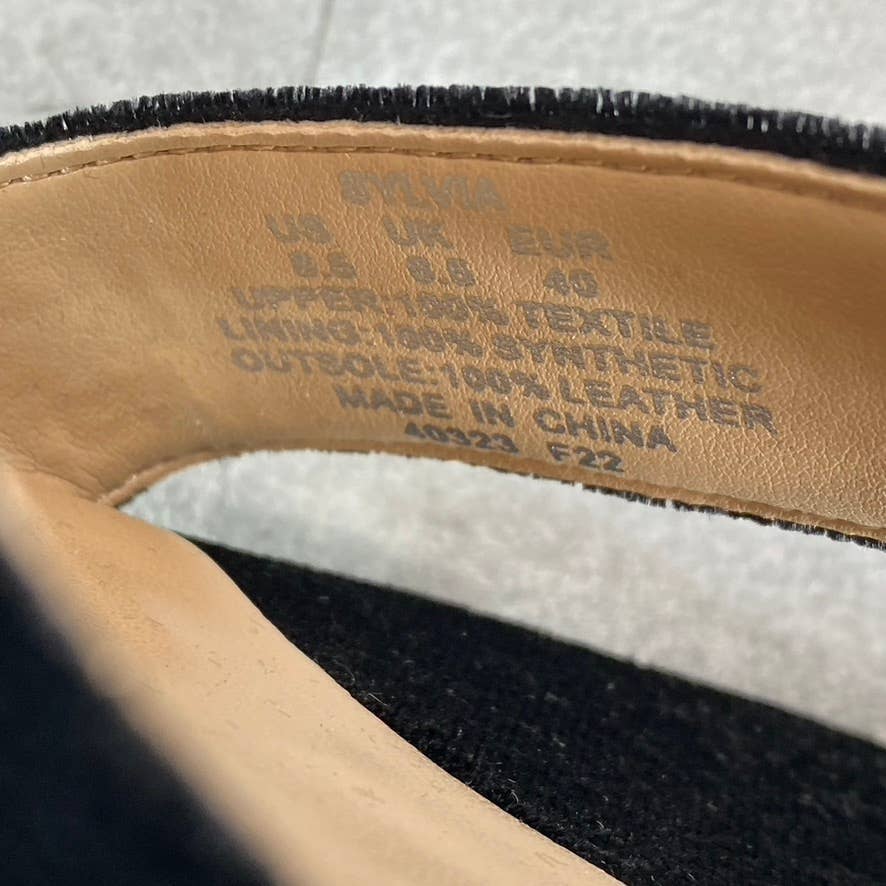 SYLVIA
US UK EUR
8.5 6.5 40
UPPER:100% TEXTILE
LINING:100% SYNTHETIC
OUTSOLE:100% LEATHER
MADE IN CHINA
40323 F22